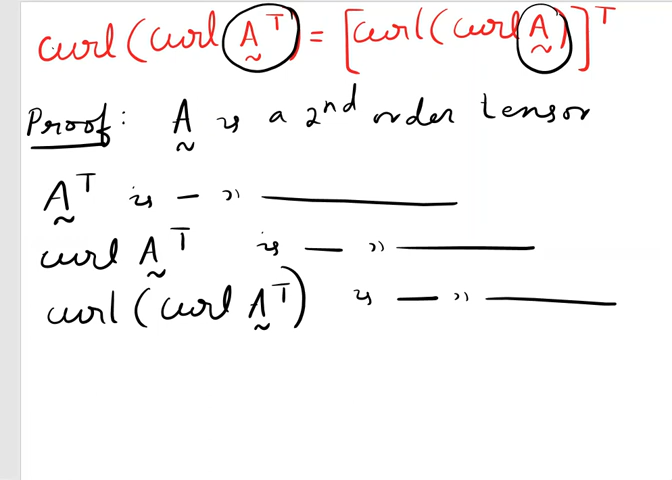 curl (curl A^T) = [curl (curl A)]^T
Proof: A is a 2nd order tensor
A^T is — " —
curl A^T is — " —
curl (curl A^T) is — " —